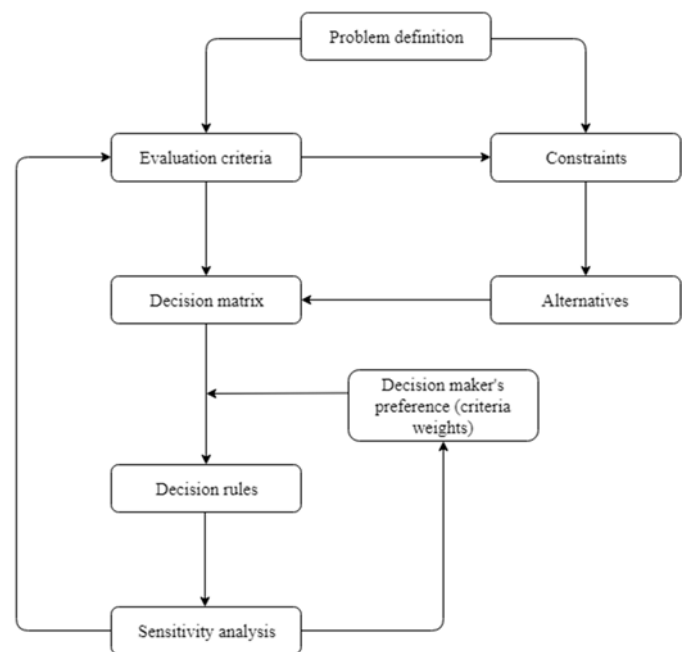 Problem definition
Evaluation criteria
Constraints
Decision matrix
Alternatives
Decision maker's
preference (criteria
weights)
Decision rules
Sensitivity analysis